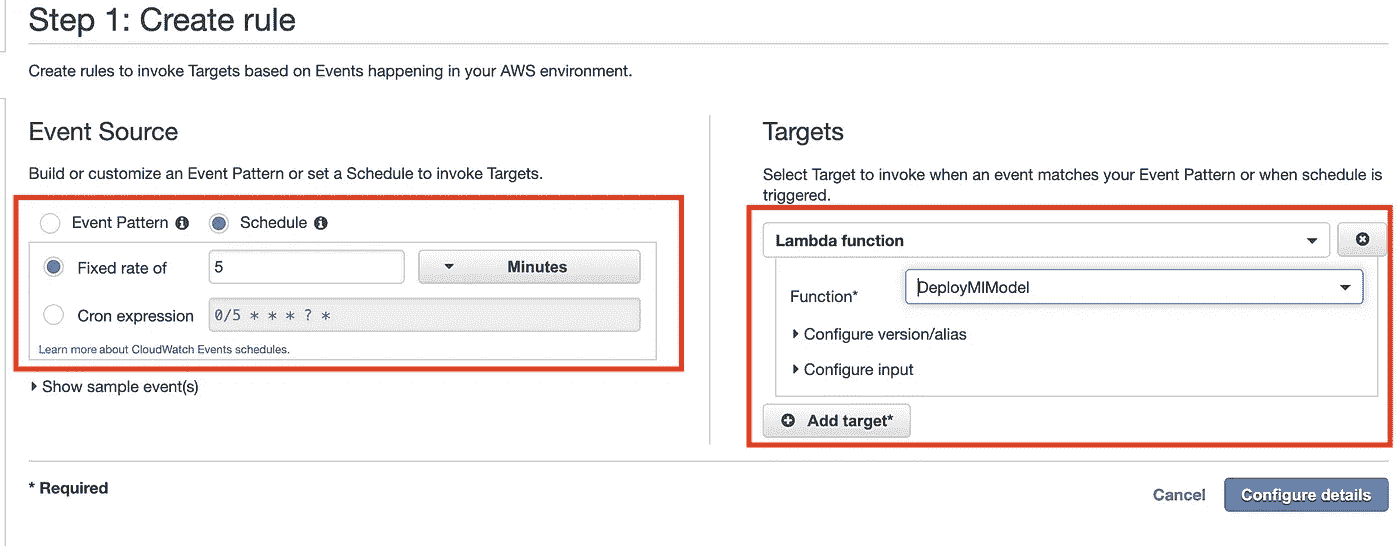 Step 1: Create rule
Create rules to invoke Targets based on Events happening in your AWS environment.
Event Source
Build or customize an Event Pattern or set a Schedule to invoke Targets.
Event Pattern Schedule
Fixed rate of 5 Minutes
Cron expression 0/5 * * * ? *
Learn more about CloudWatch Events schedules.
Show sample event(s)
Targets
Select Target to invoke when an event matches your Event Pattern or when schedule is
triggered.
Lambda function
Function* DeployMIModel
Configure version/alias
Configure input
Add target*
* Required
Cancel Configure details